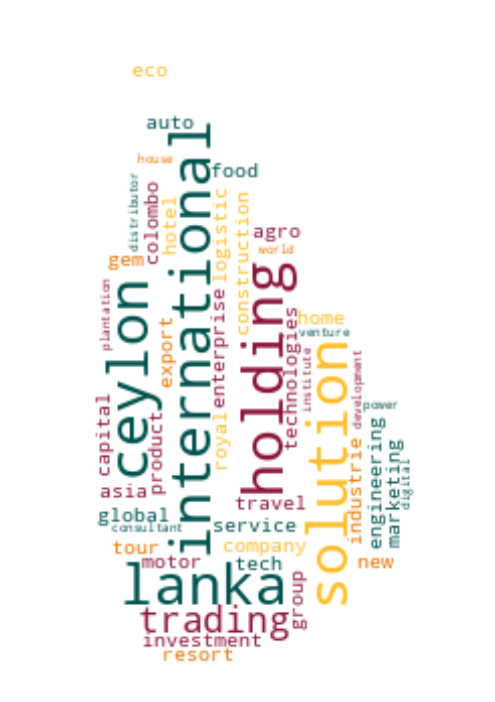 eco
auto
house
food
distributor
colombo
hotel
international
logistic
construction
agro
world
gem
holding
plantation
ceylon
export
enterprise
technologies
home
venture
institute
solution
development
power
capital
product
royal
industrie
engineering
marketing
digital
asia
travel
global
consultant
service
tour
company
motor
tech
new
lanka
group
trading
investment
resort